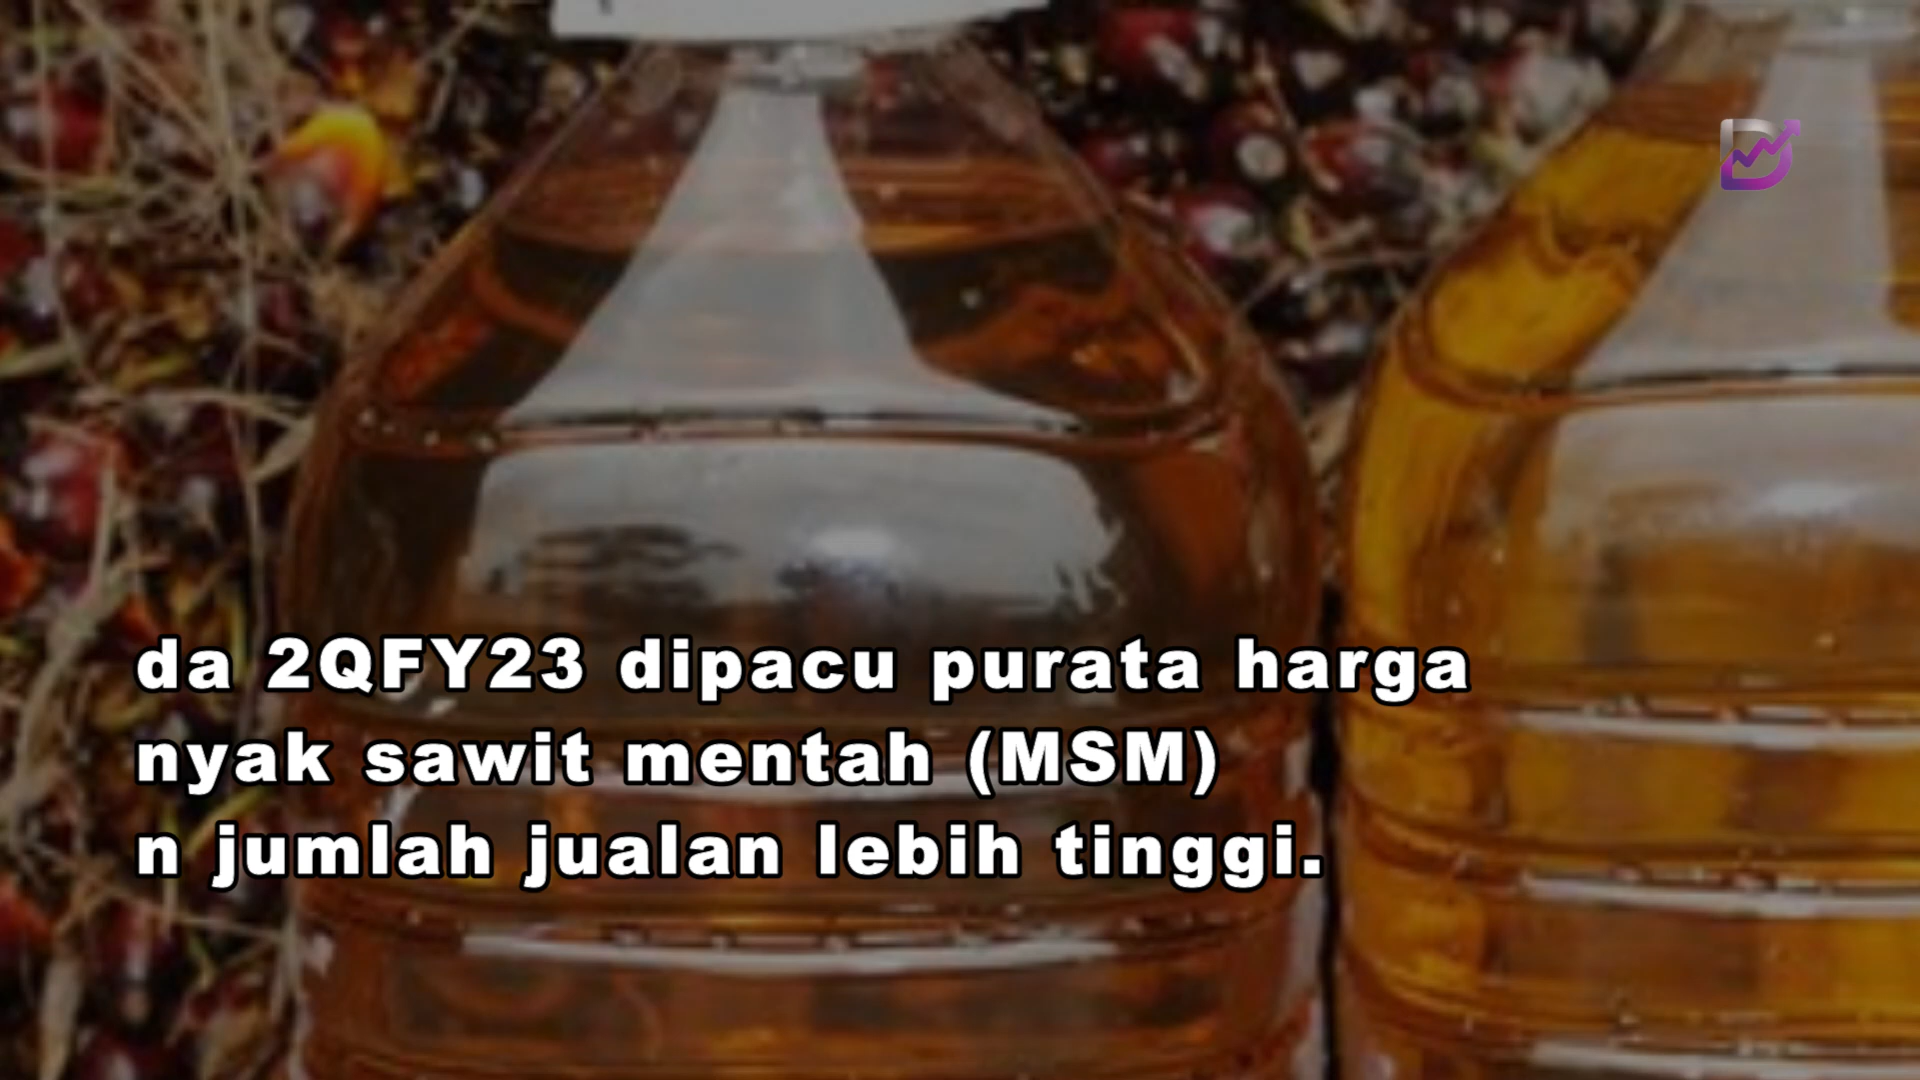 da 2QFY23 dipacu purata harga
nyak sawit mentah (MSM)
n jumlah jualan lebih tinggi.